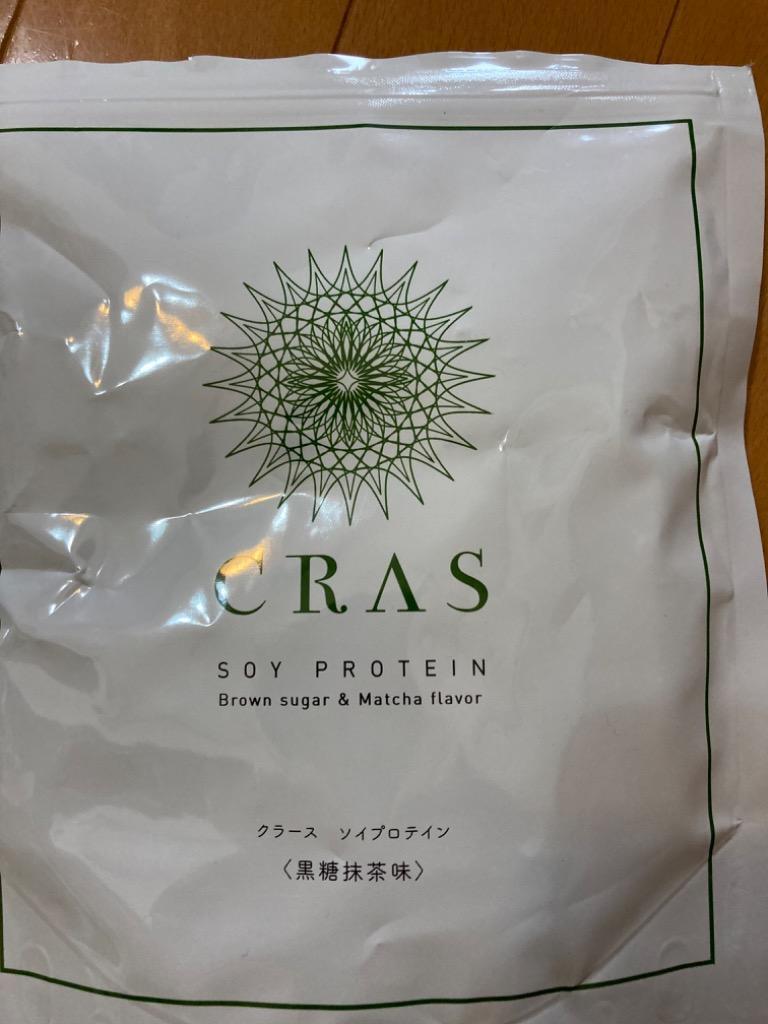 CRAS
SOY PROTEIN
Brown sugar & Matcha flavor
クラース ソイプロテイン
〈黒糖抹茶味〉